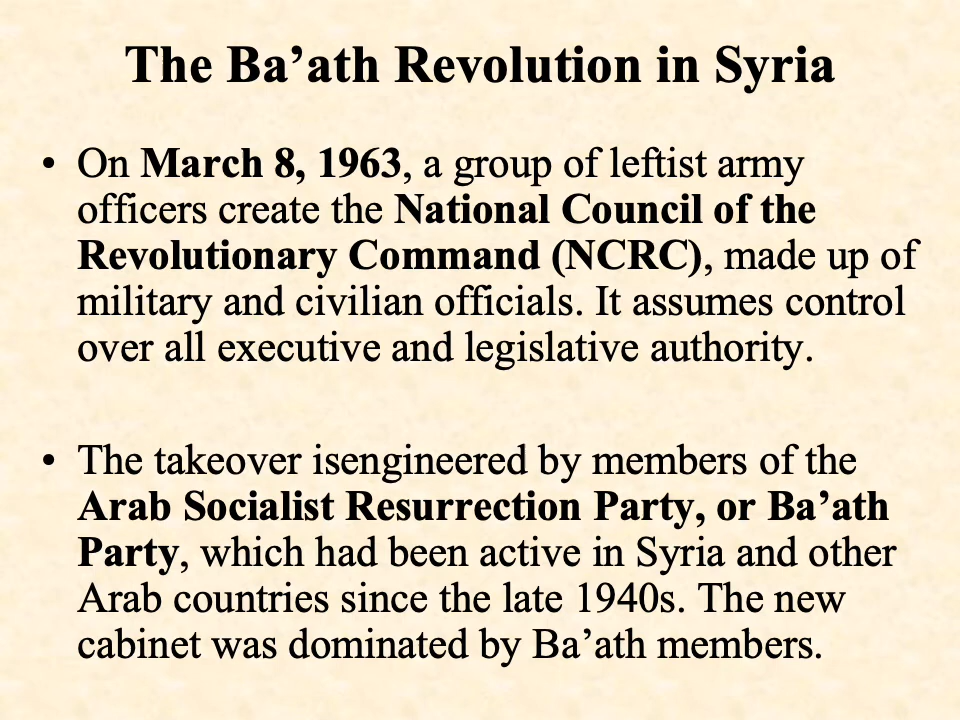 The Ba’ath Revolution in Syria
• On March 8, 1963, a group of leftist army
officers create the National Council of the
Revolutionary Command (NCRC), made up of
military and civilian officials. It assumes control
over all executive and legislative authority.
• The takeover isengineered by members of the
Arab Socialist Resurrection Party, or Ba’ath
Party, which had been active in Syria and other
Arab countries since the late 1940s. The new
cabinet was dominated by Ba’ath members.